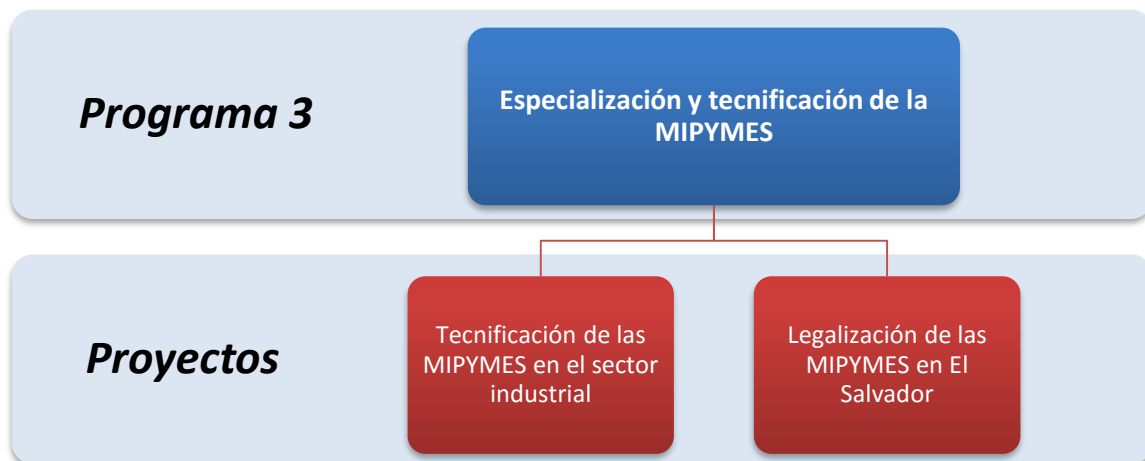 Programa 3
Especialización y tecnificación de la
MIPYMES
Proyectos
Tecnificación de las
MIPYMES en el sector
industrial
Legalización de las
MIPYMES en El
Salvador